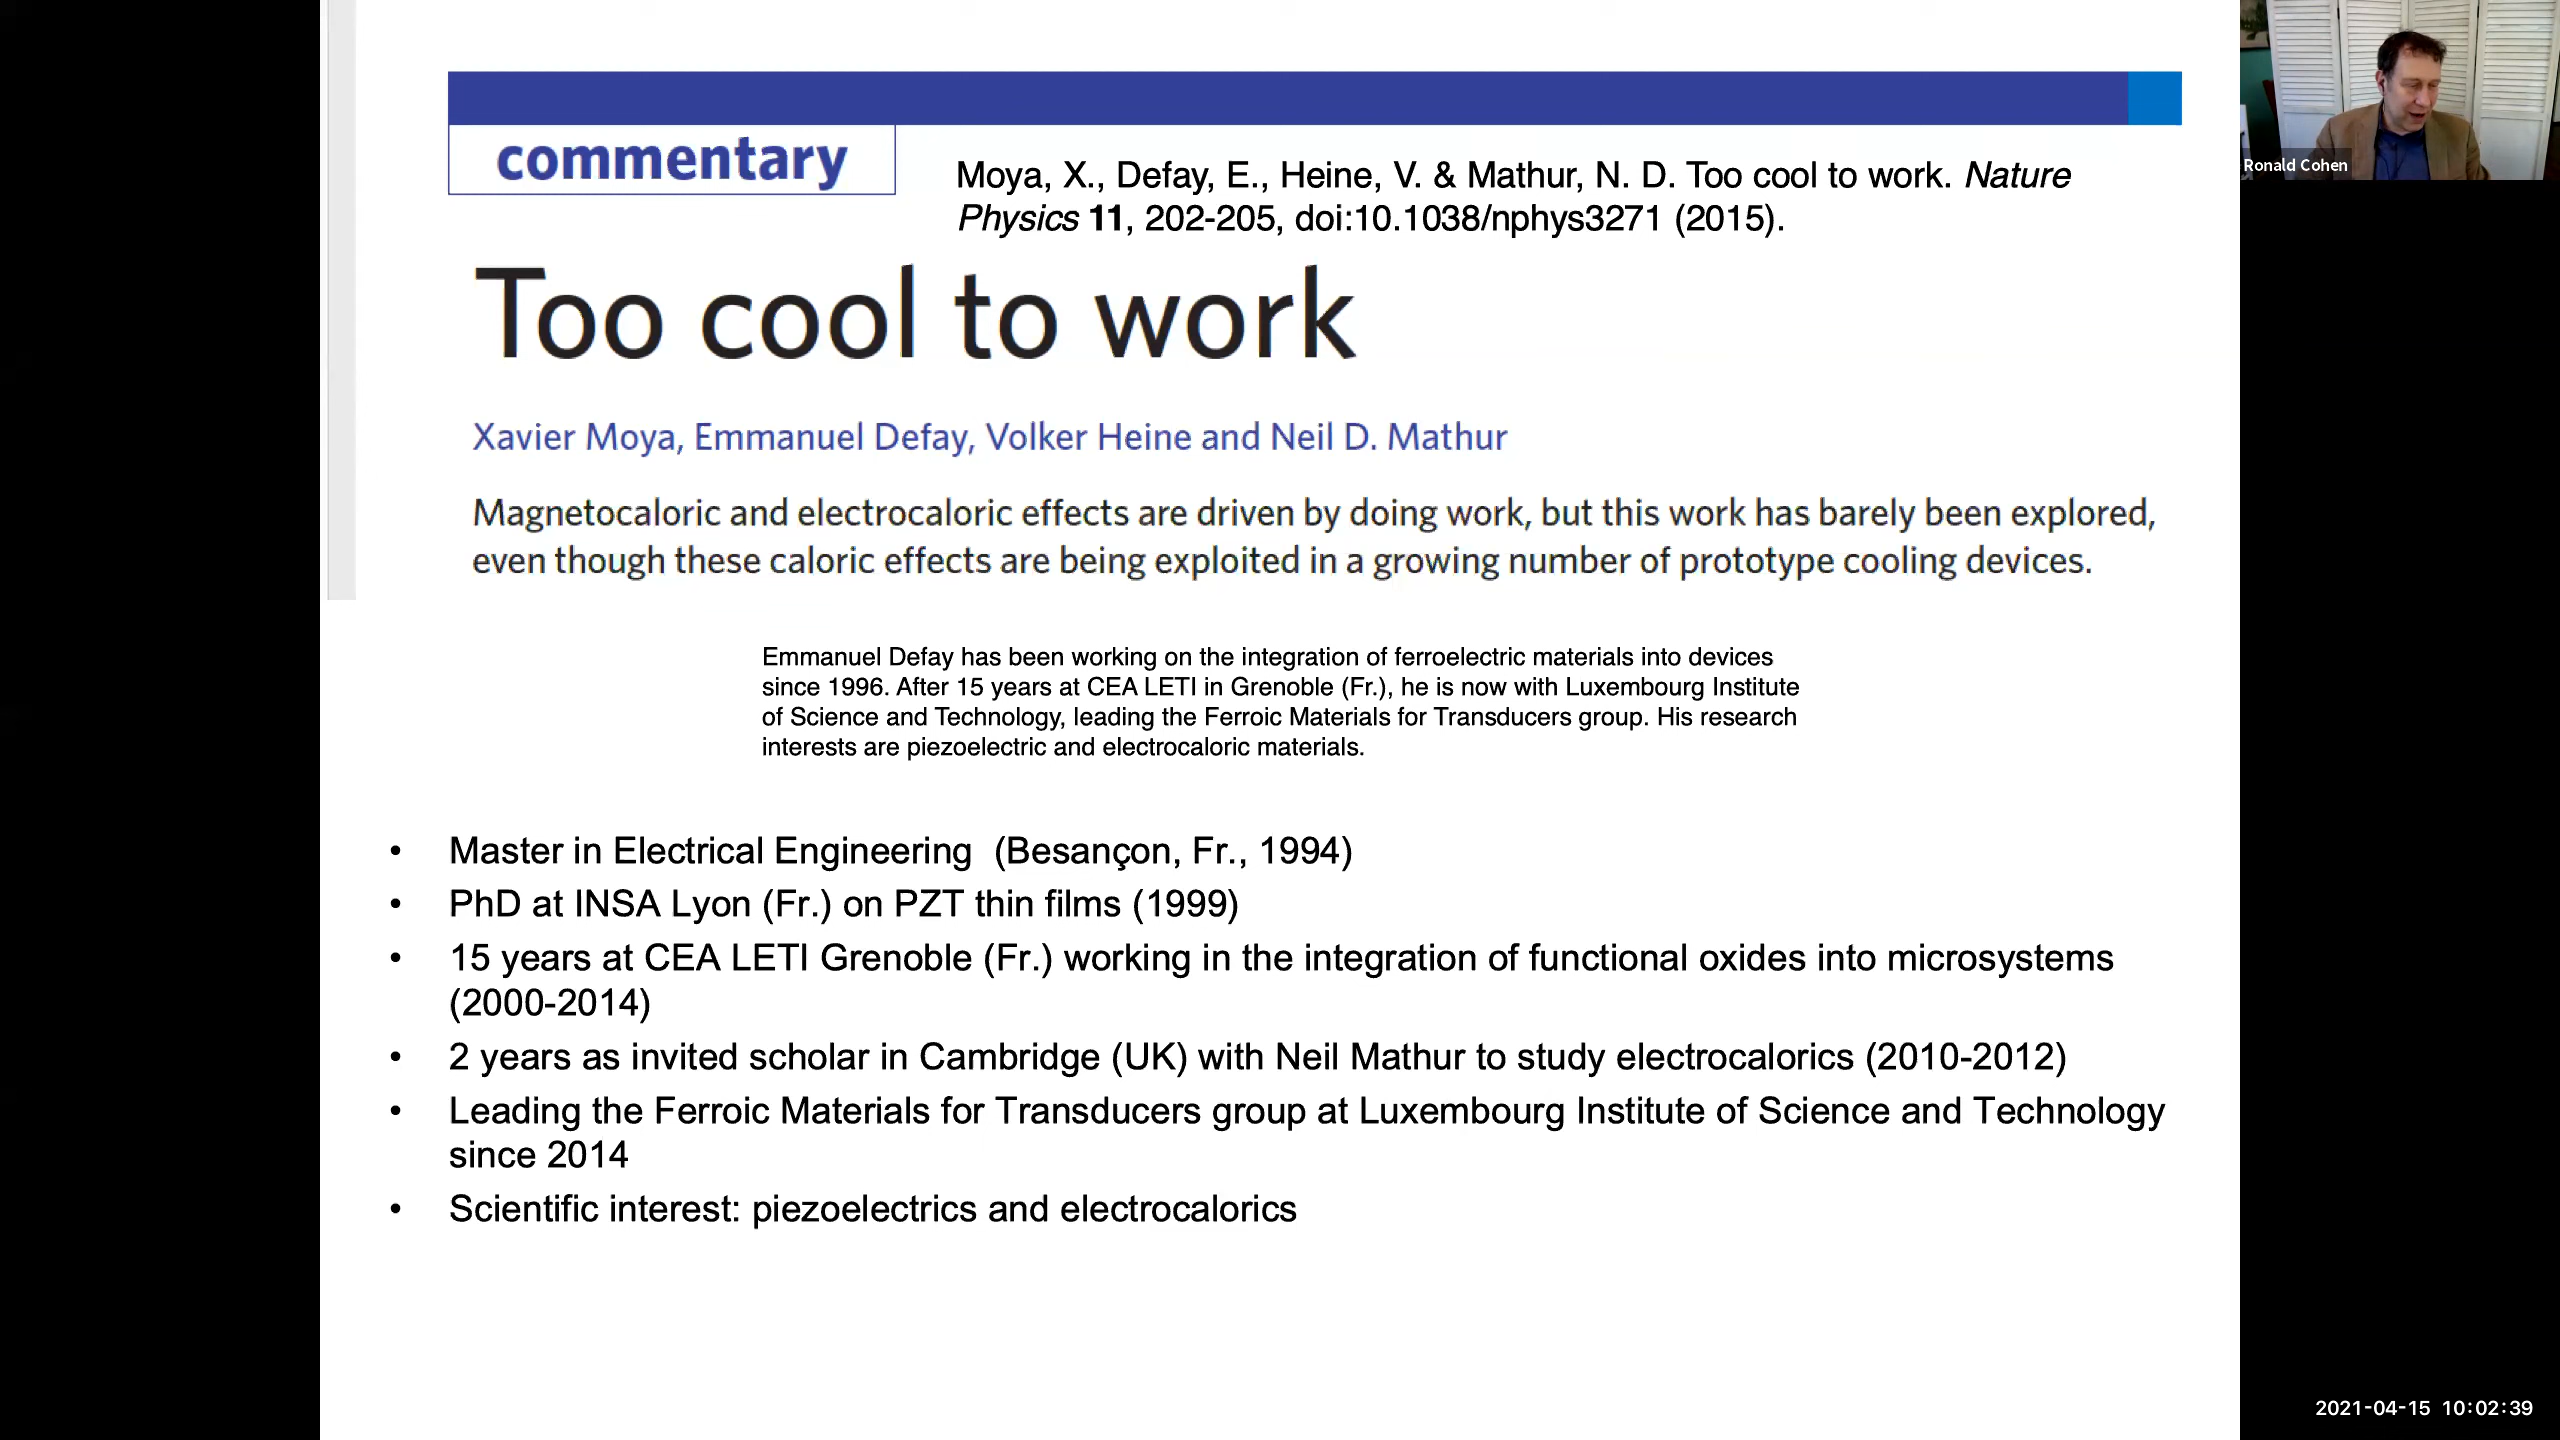 commentary
Moya, X., Defay, E., Heine, V. & Mathur, N. D. Too cool to work. Nature
Physics 11, 202-205, doi:10.1038/nphys3271 (2015).
Too cool to work
Xavier Moya, Emmanuel Defay, Volker Heine and Neil D. Mathur
Magnetocaloric and electrocaloric effects are driven by doing work, but this work has barely been explored,
even though these caloric effects are being exploited in a growing number of prototype cooling devices.
Emmanuel Defay has been working on the integration of ferroelectric materials into devices
since 1996. After 15 years at CEA LETI in Grenoble (Fr.), he is now with Luxembourg Institute
of Science and Technology, leading the Ferroic Materials for Transducers group. His research
interests are piezoelectric and electrocaloric materials.
• Master in Electrical Engineering (Besançon, Fr., 1994)
• PhD at INSA Lyon (Fr.) on PZT thin films (1999)
• 15 years at CEA LETI Grenoble (Fr.) working in the integration of functional oxides into microsystems
(2000-2014)
• 2 years as invited scholar in Cambridge (UK) with Neil Mathur to study electrocalorics (2010-2012)
• Leading the Ferroic Materials for Transducers group at Luxembourg Institute of Science and Technology
since 2014
• Scientific interest: piezoelectrics and electrocalorics
Ronald Cohen
2021-04-15 10:02:39